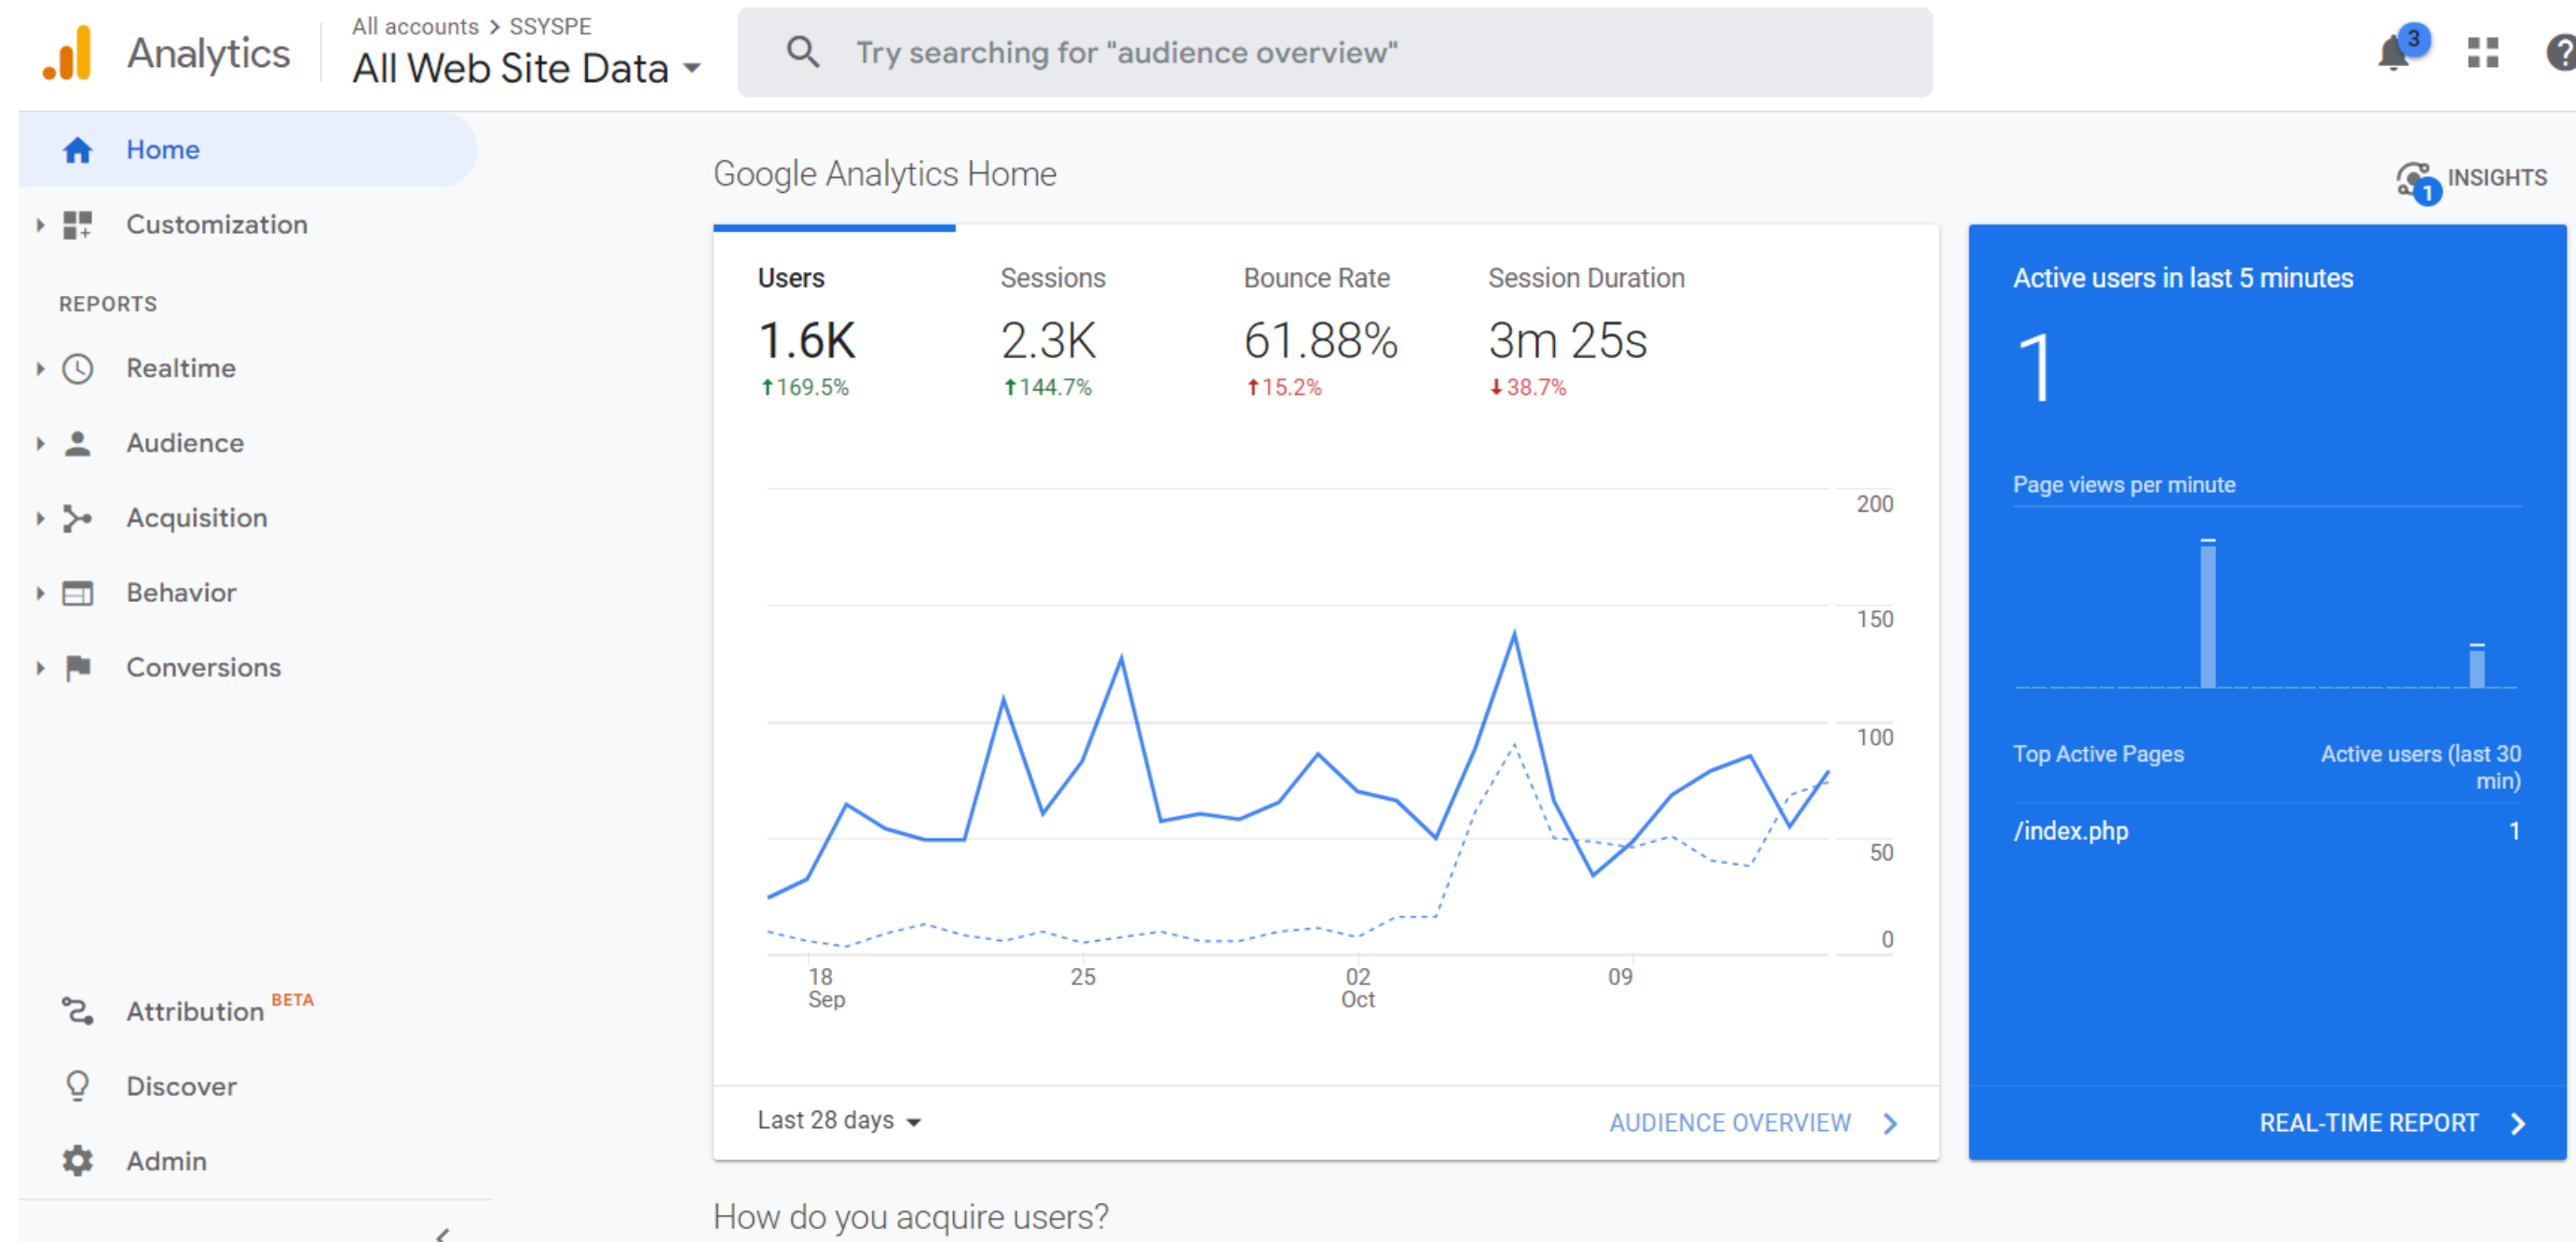 Analytics
All accounts > SSYSPE
All Web Site Data
Try searching for "audience overview"
3
Home
Customization
REPORTS
Realtime
Audience
Acquisition
Behavior
Conversions
Attribution BETA
Discover
Admin
Google Analytics Home
1 INSIGHTS
Users Sessions Bounce Rate Session Duration
1.6K 2.3K 61.88% 3m 25s
169.5% 144.7% 15.2% 38.7%
200
150
100
50
0
18 25 02 09
Sep Oct
Last 28 days AUDIENCE OVERVIEW
Active users in last 5 minutes
1
Page views per minute
Top Active Pages Active users (last 30
min)
/index.php 1
REAL-TIME REPORT
How do you acquire users?